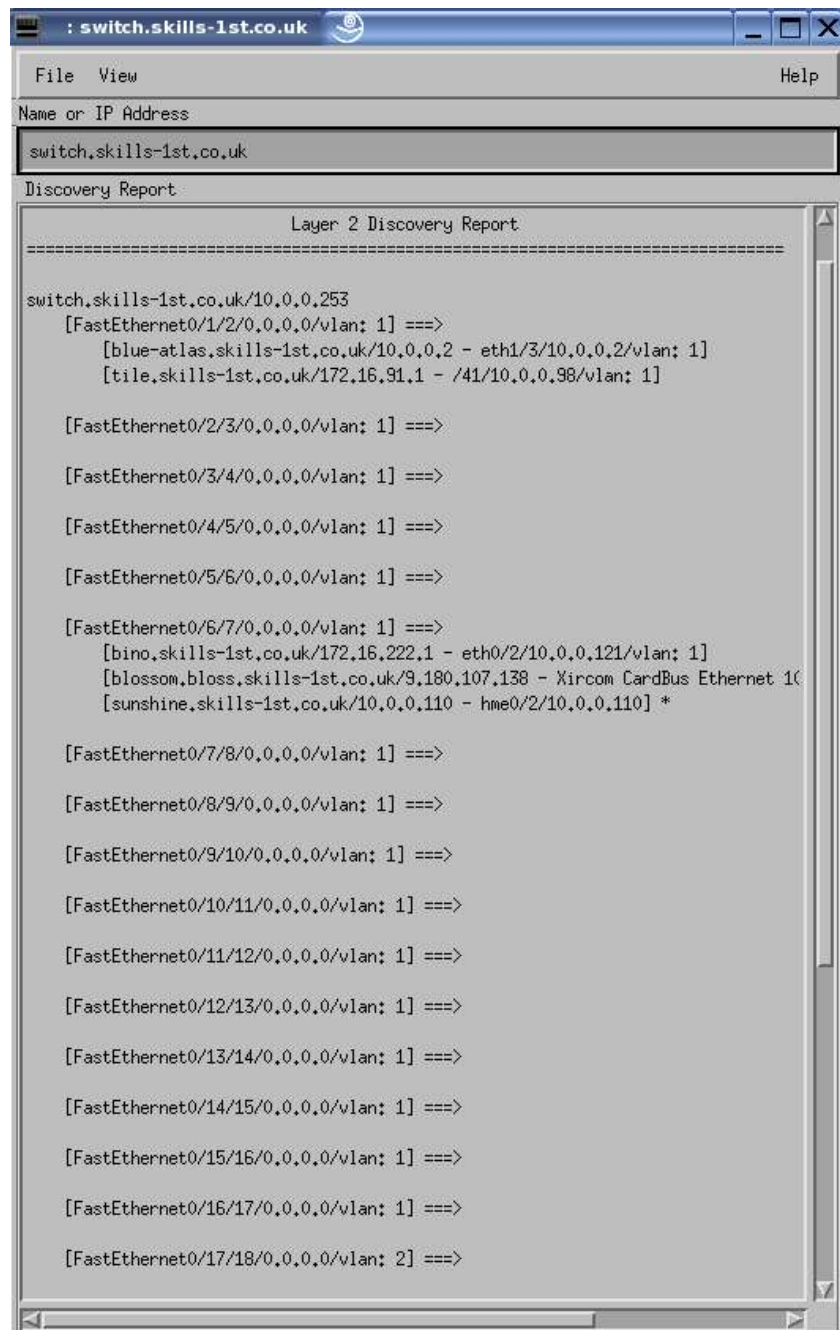 : switch.skills-1st.co.uk
File View Help
Name or IP Address
switch.skills-1st.co.uk
Discovery Report
Layer 2 Discovery Report
================================================================================
switch.skills-1st.co.uk/10.0.0.253
[FastEthernet0/1/2/0.0.0.0/vlan: 1] ===>
[blue-atlas.skills-1st.co.uk/10.0.0.2 - eth1/3/10.0.0.2/vlan: 1]
[tile.skills-1st.co.uk/172.16.91.1 - /41/10.0.0.98/vlan: 1]
[FastEthernet0/2/3/0.0.0.0/vlan: 1] ===>
[FastEthernet0/3/4/0.0.0.0/vlan: 1] ===>
[FastEthernet0/4/5/0.0.0.0/vlan: 1] ===>
[FastEthernet0/5/6/0.0.0.0/vlan: 1] ===>
[FastEthernet0/6/7/0.0.0.0/vlan: 1] ===>
[bino.skills-1st.co.uk/172.16.222.1 - eth0/2/10.0.0.121/vlan: 1]
[blossom.bloss.skills-1st.co.uk/9.180.107.138 - Xircom CardBus Ethernet 1(
[sunshine.skills-1st.co.uk/10.0.0.110 - hme0/2/10.0.0.110] *
[FastEthernet0/7/8/0.0.0.0/vlan: 1] ===>
[FastEthernet0/8/9/0.0.0.0/vlan: 1] ===>
[FastEthernet0/9/10/0.0.0.0/vlan: 1] ===>
[FastEthernet0/10/11/0.0.0.0/vlan: 1] ===>
[FastEthernet0/11/12/0.0.0.0/vlan: 1] ===>
[FastEthernet0/12/13/0.0.0.0/vlan: 1] ===>
[FastEthernet0/13/14/0.0.0.0/vlan: 1] ===>
[FastEthernet0/14/15/0.0.0.0/vlan: 1] ===>
[FastEthernet0/15/16/0.0.0.0/vlan: 1] ===>
[FastEthernet0/16/17/0.0.0.0/vlan: 1] ===>
[FastEthernet0/17/18/0.0.0.0/vlan: 2] ===>